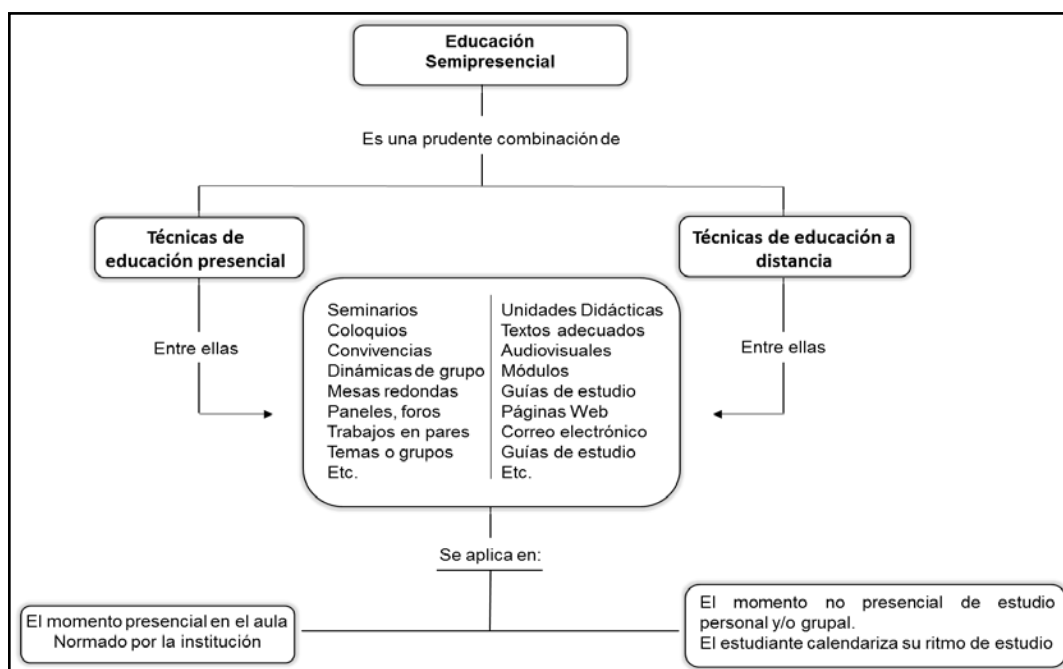 Educación
Semipresencial
Es una prudente combinación de
Técnicas de
educación presencial
Técnicas de educación a
distancia
Entre ellas
Seminarios
Coloquios
Convivencias
Dinámicas de grupo
Mesas redondas
Paneles, foros
Trabajos en pares
Temas o grupos
Etc.
Unidades Didácticas
Textos adecuados
Audiovisuales
Módulos
Guías de estudio
Páginas Web
Correo electrónico
Guías de estudio
Etc.
Entre ellas
Se aplica en:
El momento presencial en el aula
Normado por la institución
El momento no presencial de estudio
personal y/o grupal.
El estudiante calendariza su ritmo de estudio